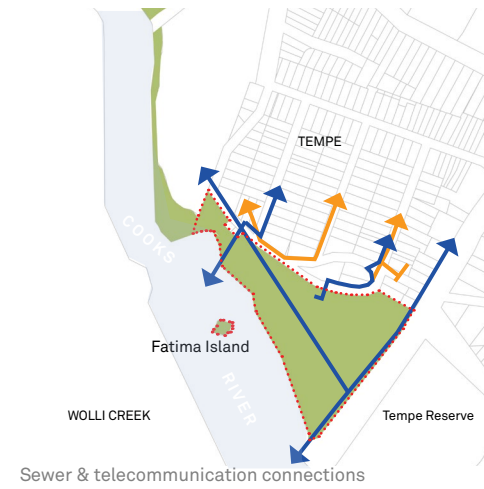 TEMPE
COOKS
Fatima Island
RIVER
WOLLI CREEK
Tempe Reserve
Sewer & telecommunication connections